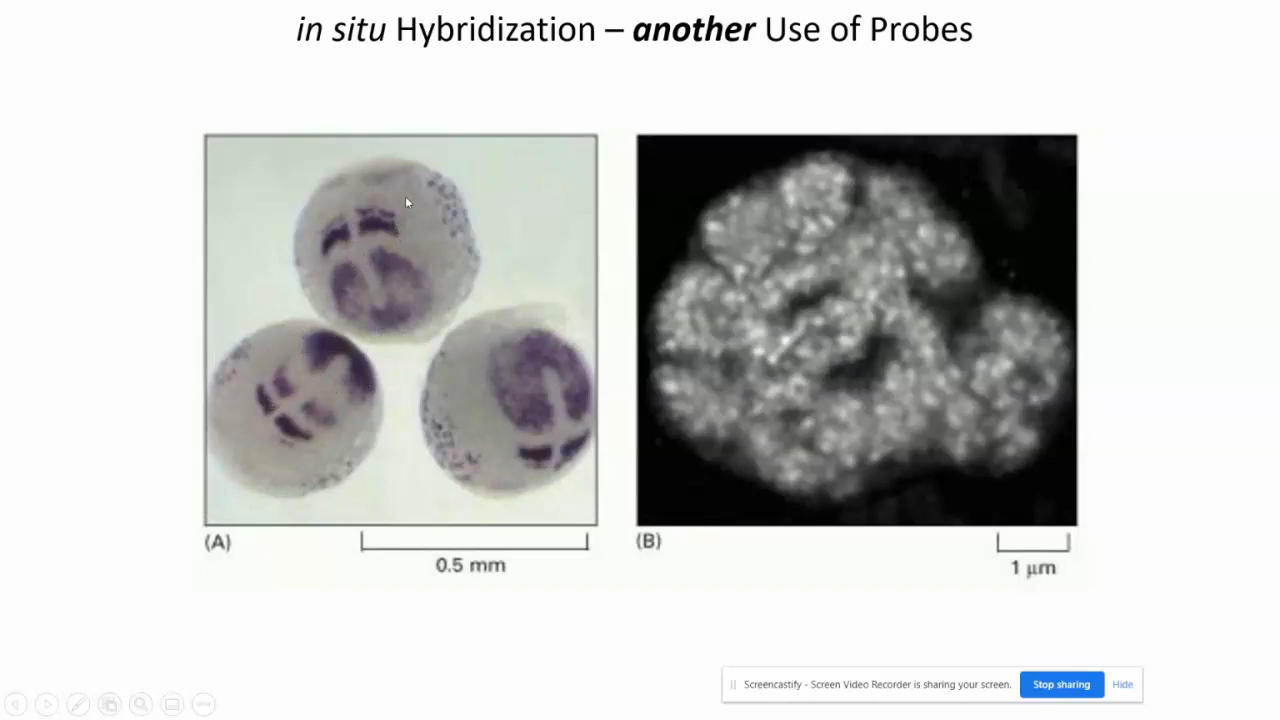 in situ Hybridization – another Use of Probes
(A)
0.5 mm
(B)
1 μm
Screencastify - Screen Video Recorder is sharing your screen.
Stop sharing
Hide